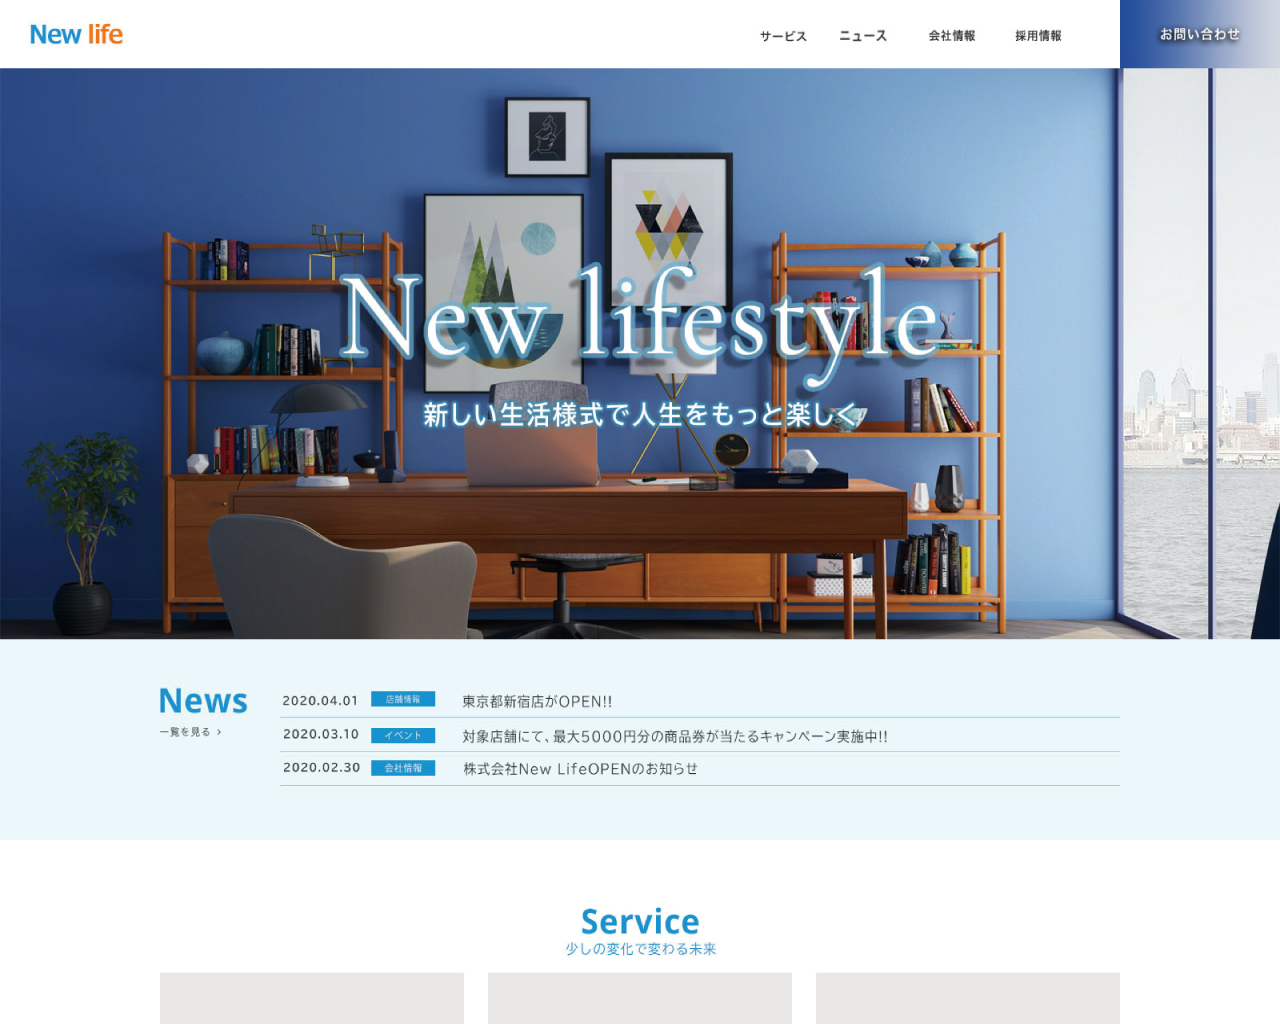 New life
サービス ニュース 会社情報 採用情報 お問い合わせ
New lifestyle
新しい生活様式で人生をもっと楽しく
News
一覧を見る >
2020.04.01 店舗情報 東京都新宿店がOPEN!!
2020.03.10 イベント 対象店舗にて、最大5000円分の商品券が当たるキャンペーン実施中!!
2020.02.30 会社情報 株式会社New LifeOPENのお知らせ
Service
少しの変化で変わる未来